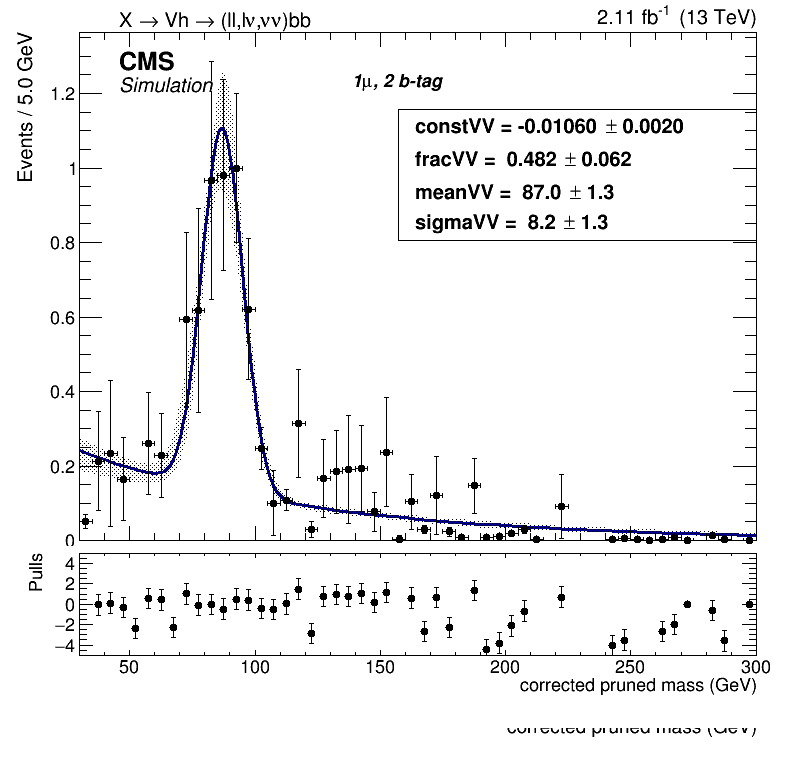 X → Vh → (ll,lν,νν)bb
2.11 fb⁻¹ (13 TeV)
CMS
Simulation
1μ, 2 b-tag
constVV = -0.01060 ± 0.0020
fracVV = 0.482 ± 0.062
meanVV = 87.0 ± 1.3
sigmaVV = 8.2 ± 1.3
Events / 5.0 GeV
1.2
1
0.8
0.6
0.4
0.2
0
Pulls
4
2
0
−2
−4
50 100 150 200 250 300
corrected pruned mass (GeV)
corrected pruned mass (GeV)